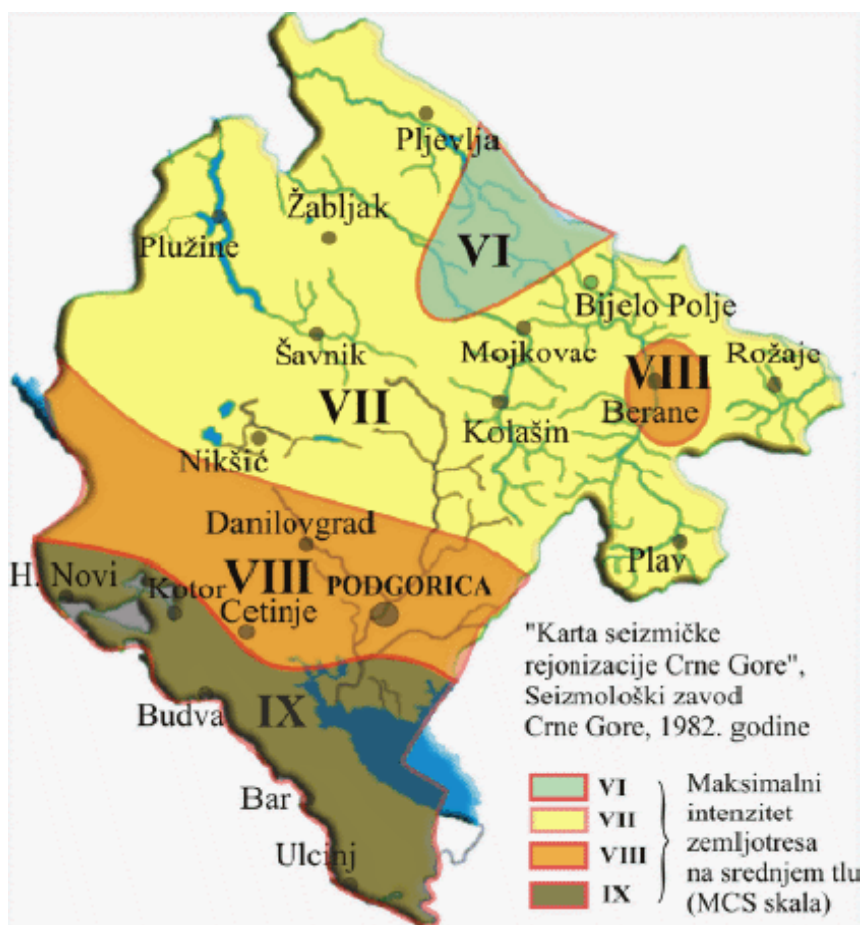 Pljevlja
Žabljak
Plužine
VI
Bijelo Polje
Šavnik
Mojkovac
VIII
Rožaje
VII
Berane
Kolašin
Nikšić
Danilovgrad
Plav
H. Novi
VIII
PODGORICA
Kotor
Cetinje
"Karta seizmičke
rejonizacije Crne Gore",
Seizmološki zavod
Crne Gore, 1982. godine
Budva
IX
Bar
Ulcinj
VI
VII
VIII
IX
Maksimalni
intenzitet
zemljotresa
na srednjem tlu
(MCS skala)